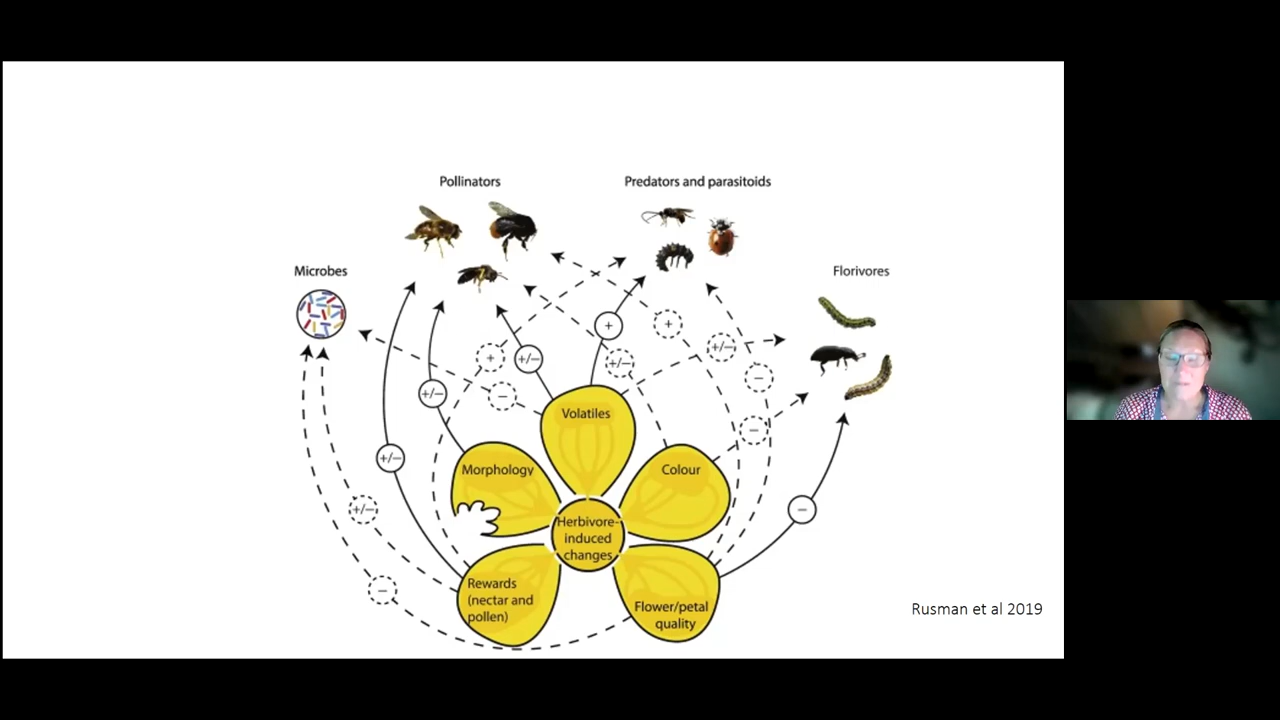 Pollinators
Predators and parasitoids
Microbes
Florivores
+
+
+/–
+
+/–
+/–
–
+/–
–
–
+/–
+/–
–
+/–
–
Volatiles
Morphology
Colour
Herbivore-
induced
changes
Rewards
(nectar and
pollen)
Flower/petal
quality
Rusman et al 2019